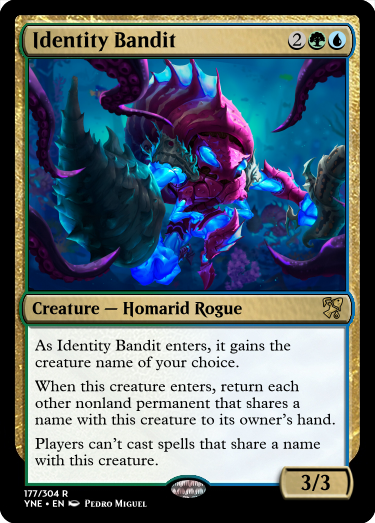 Identity Bandit 2
Creature — Homarid Rogue
As Identity Bandit enters, it gains the
creature name of your choice.
When this creature enters, return each
other nonland permanent that shares a
name with this creature to its owner's hand.
Players can't cast spells that share a name
with this creature.
3/3
177/304 R
YNE • EN Pedro Miguel